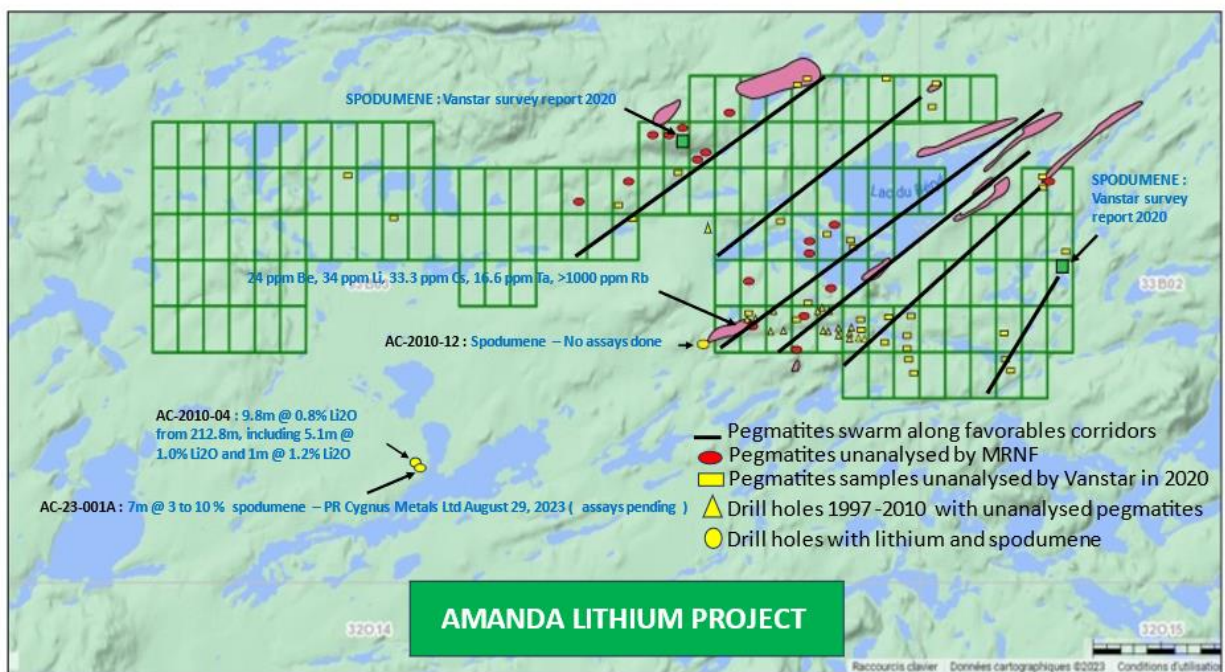 SPODUMENE : Vanstar survey report 2020
SPODUMENE :
Vanstar survey
report 2020
24 ppm Be, 34 ppm Li, 33.3 ppm Cs, 16.6 ppm Ta, >1000 ppm Rb
33B02
AC-2010-12 : Spodumene – No assays done
AC-2010-04 : 9.8m @ 0.8% Li2O
from 212.8m, including 5.1m @
1.0% Li2O and 1m @ 1.2% Li2O
AC-23-001A : 7m @ 3 to 10 % spodumene – PR Cygnus Metals Ltd August 29, 2023 ( assays pending )
Pegmatites swarm along favorables corridors
Pegmatites unanalysed by MRNF
Pegmatites samples unanalysed by Vanstar in 2020
Drill holes 1997 -2010 with unanalysed pegmatites
Drill holes with lithium and spodumene
AMANDA LITHIUM PROJECT
32O14
32O15
Raccourcis clavier Données cartographiques ©2023 Conditions d'utilisation